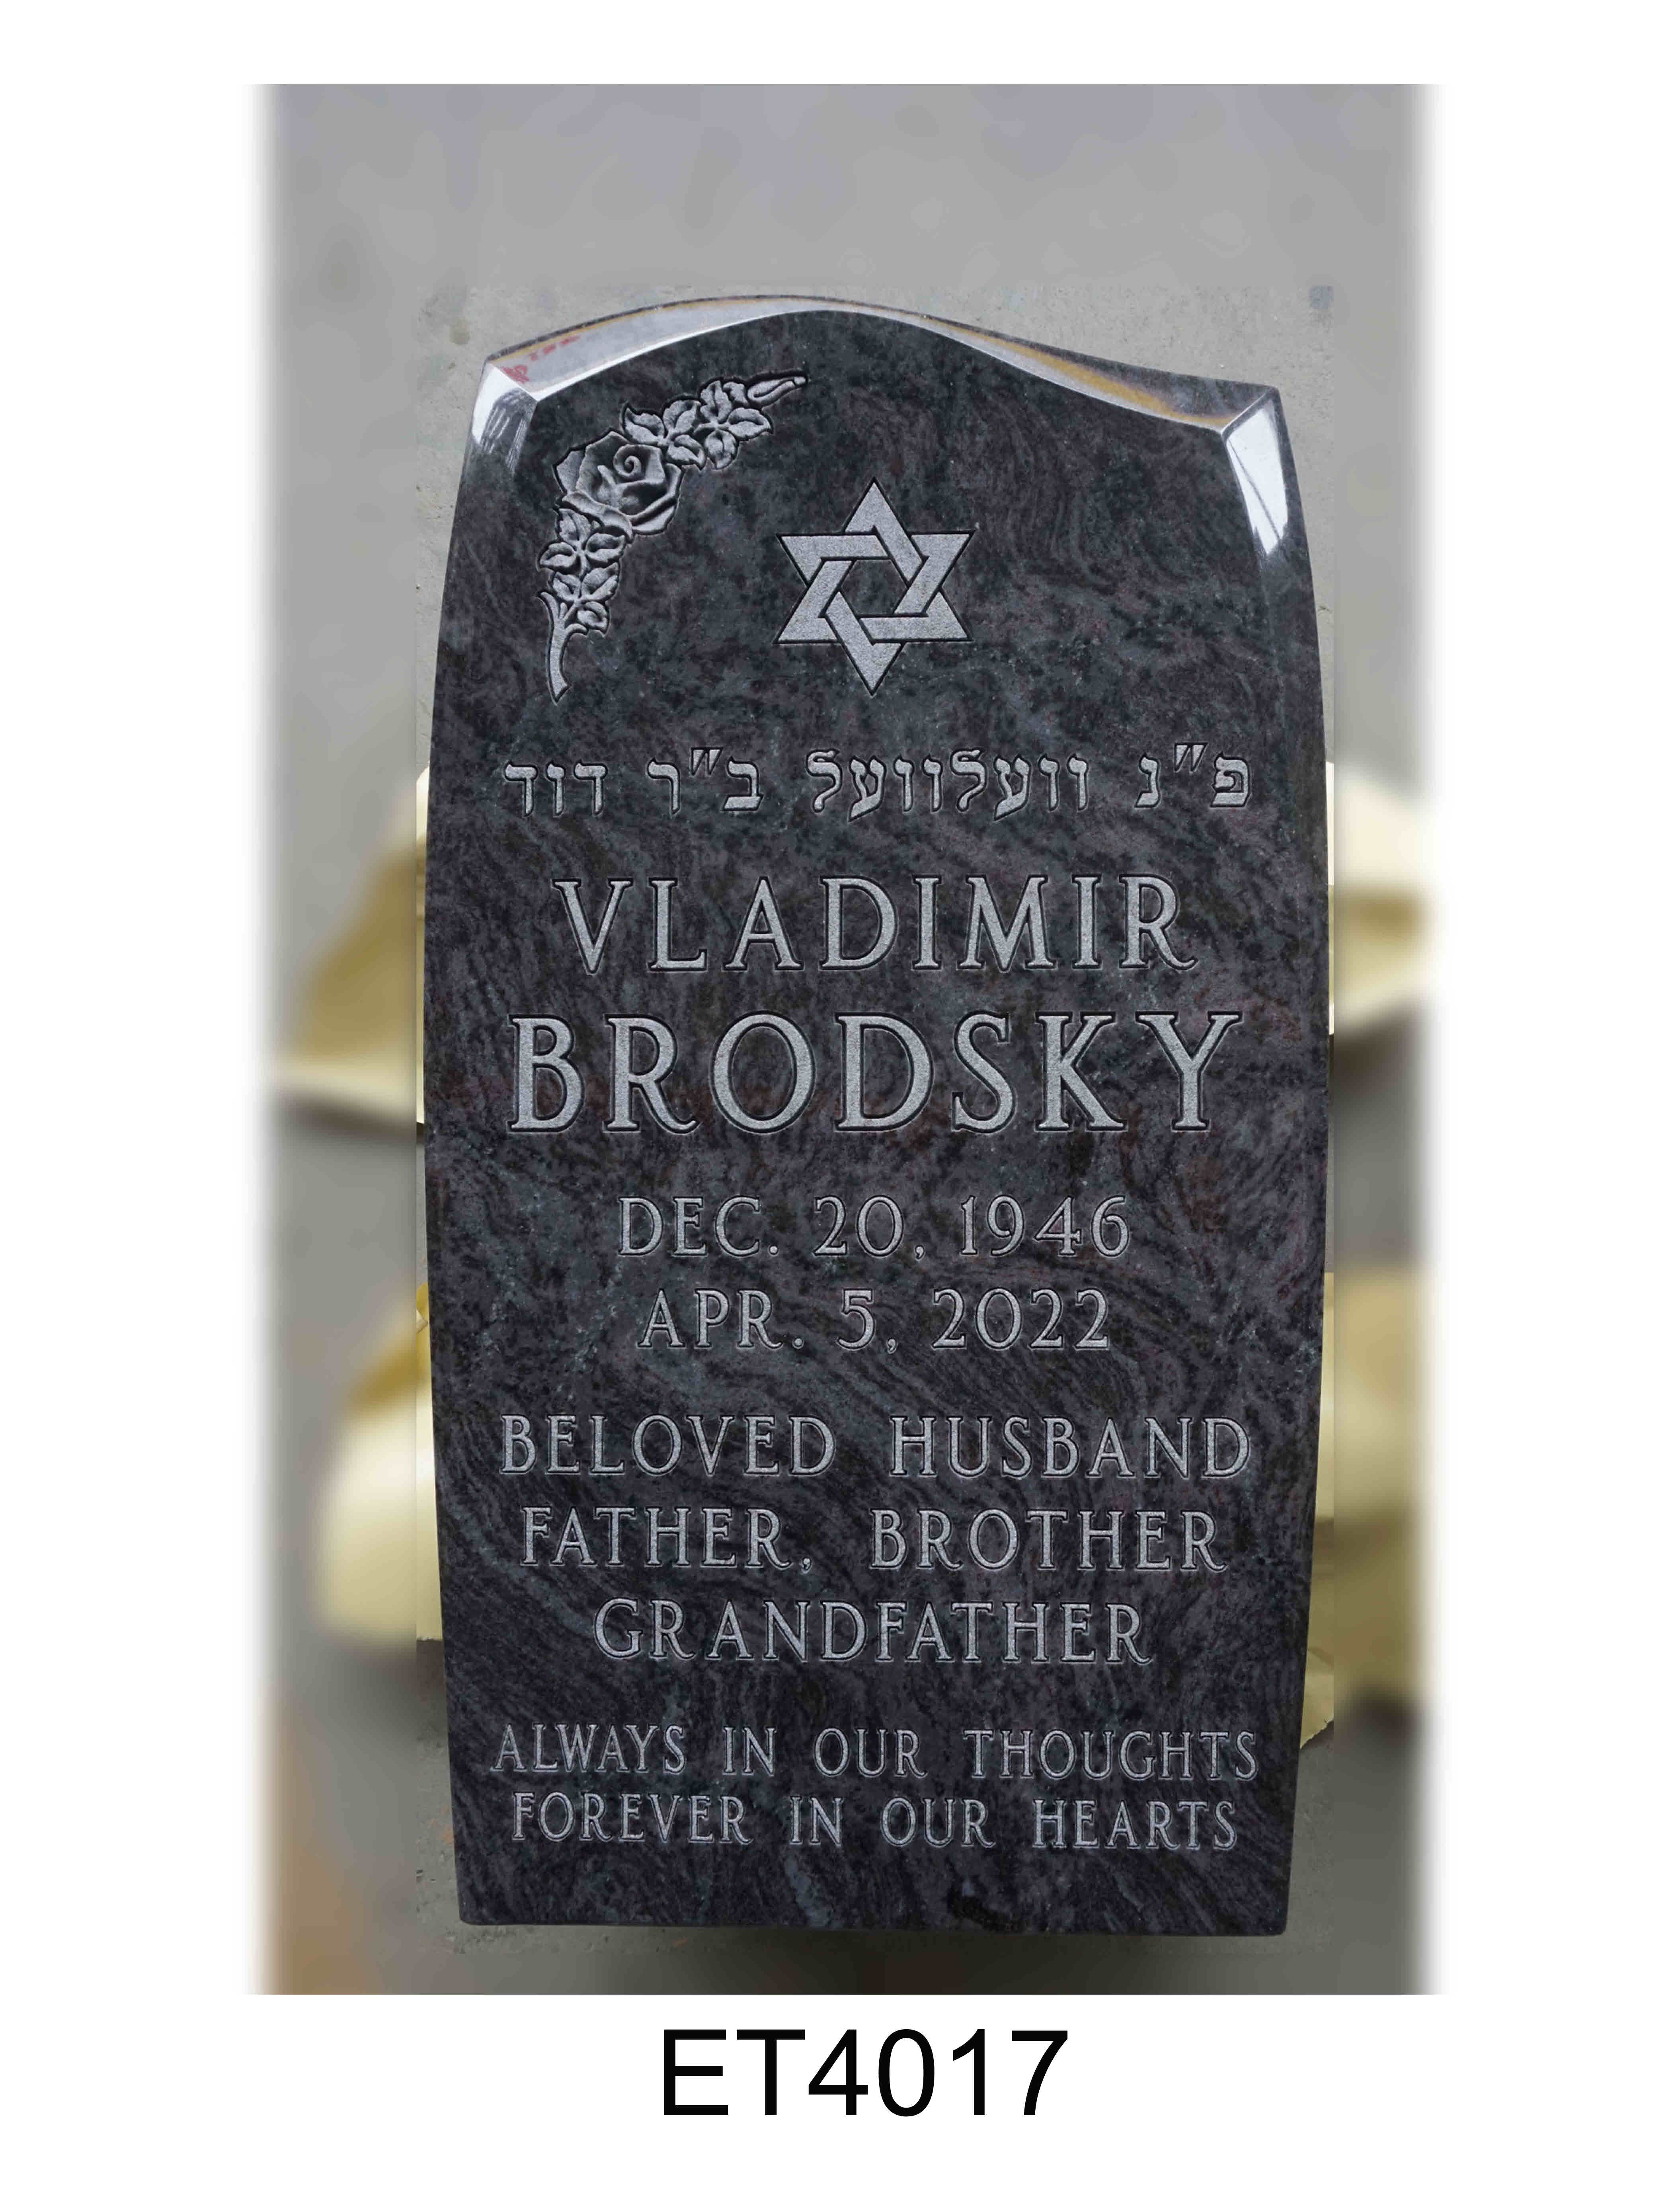 פ"נ וועלוועל ב"ר דוד
VLADIMIR
BRODSKY
DEC. 20, 1946
APR. 5, 2022
BELOVED HUSBAND
FATHER, BROTHER
GRANDFATHER
ALWAYS IN OUR THOUGHTS
FOREVER IN OUR HEARTS
ET4017